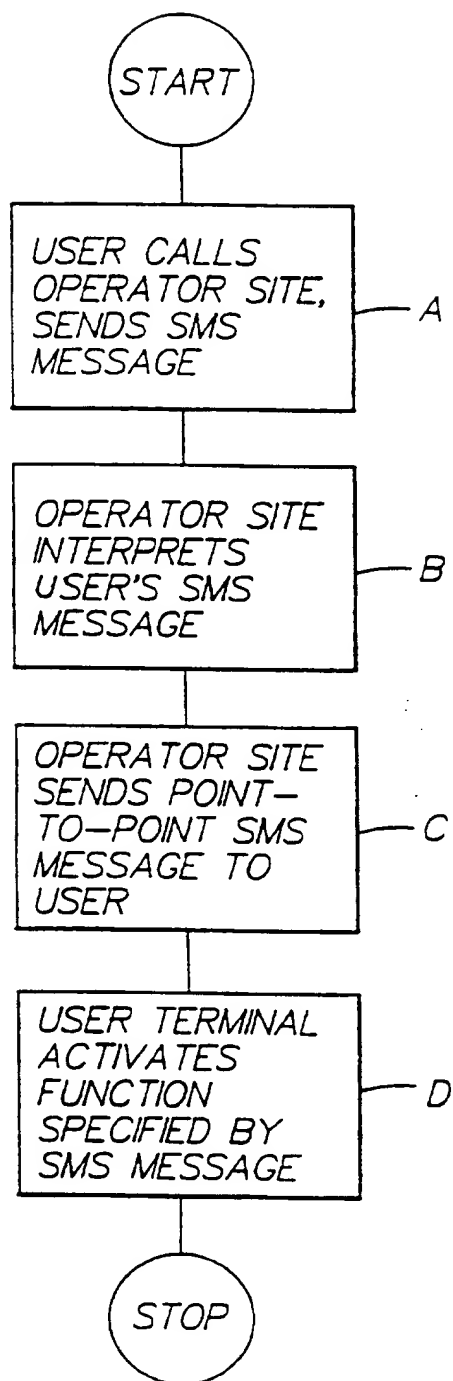 START
USER CALLS
OPERATOR SITE,
SENDS SMS
MESSAGE
A
OPERATOR SITE
INTERPRETS
USER'S SMS
MESSAGE
B
OPERATOR SITE
SENDS POINT-
TO-POINT SMS
MESSAGE TO
USER
C
USER TERMINAL
ACTIVATES
FUNCTION
SPECIFIED BY
SMS MESSAGE
D
STOP